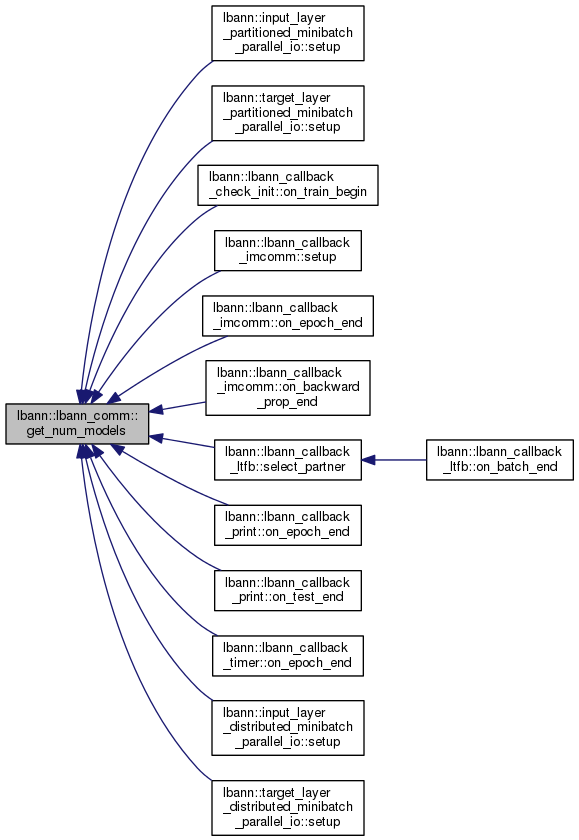 lbann::input_layer
_partitioned_minibatch
_parallel_io::setup
lbann::target_layer
_partitioned_minibatch
_parallel_io::setup
lbann::lbann_callback
_check_init::on_train_begin
lbann::lbann_callback
_imcomm::setup
lbann::lbann_callback
_imcomm::on_epoch_end
lbann::lbann_callback
_imcomm::on_backward
_prop_end
lbann::lbann_comm::
get_num_models
lbann::lbann_callback
_ltfb::select_partner
lbann::lbann_callback
_ltfb::on_batch_end
lbann::lbann_callback
_print::on_epoch_end
lbann::lbann_callback
_print::on_test_end
lbann::lbann_callback
_timer::on_epoch_end
lbann::input_layer
_distributed_minibatch
_parallel_io::setup
lbann::target_layer
_distributed_minibatch
_parallel_io::setup